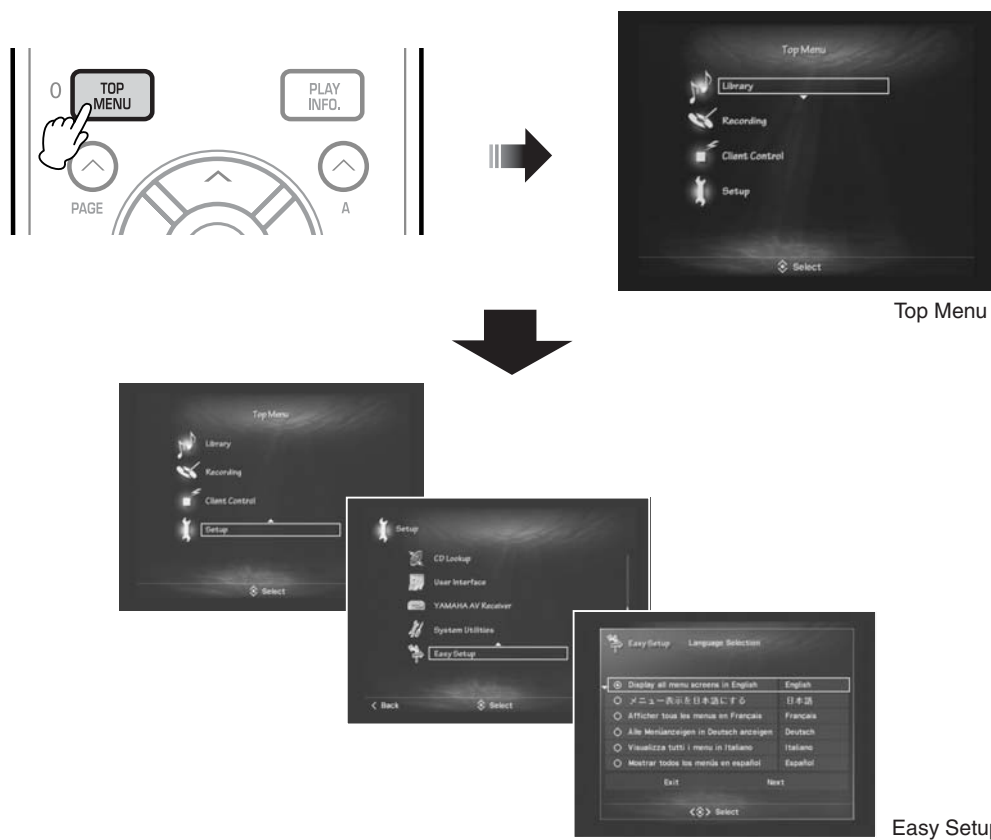 0
TOP
MENU
PLAY
INFO.
PAGE
A
Top Menu
Library
Recording
Client Control
Setup
Select
Top Menu
Top Menu
Library
Recording
Client Control
Setup
Select
Setup
CD Lookup
User Interface
YAMAHA AV Receiver
System Utilities
Easy Setup
< Back
Select
Easy Setup Language Selection
Display all menu screens in English English
メニュー表示を日本語にする 日本語
Afficher tous les menus en Français Français
Alle Menüanzeigen in Deutsch anzeigen Deutsch
Visualizza tutti i menu in Italiano Italiano
Mostrar todos los menús en español Español
Exit Next
< > Select
Easy Setup